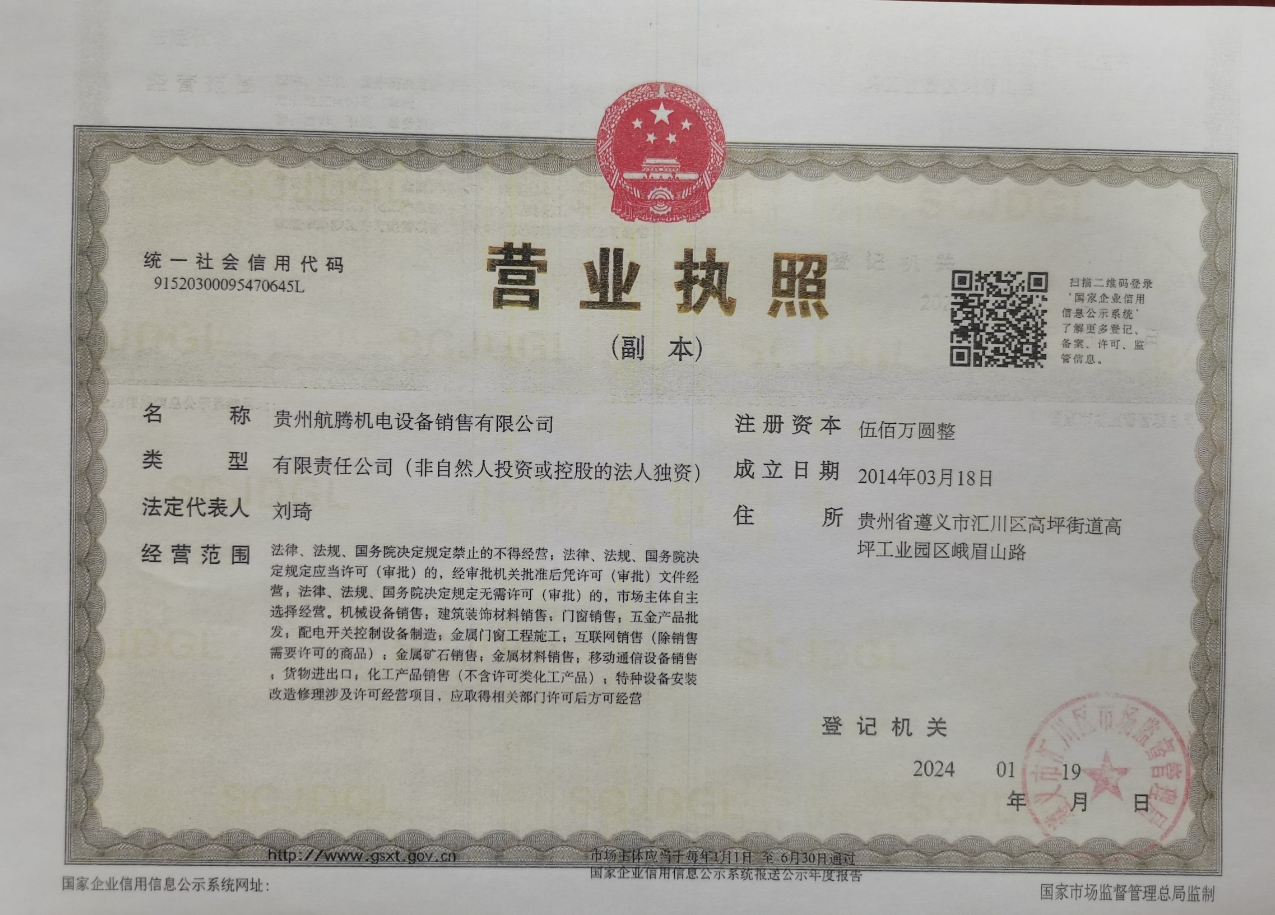 营业执照
(副 本)
统一社会信用代码
91520300095470645L
扫描二维码登录
'国家企业信用
信息公示系统'
了解更多登记、
备案、许可、监
管信息。
名 称 贵州航腾机电设备销售有限公司
类 型 有限责任公司（非自然人投资或控股的法人独资）
法定代表人 刘琦
经营范围 法律、法规、国务院决定规定禁止的不得经营；法律、法规、国务院决
定规定应当许可（审批）的，经审批机关批准后凭许可（审批）文件经
营；法律、法规、国务院决定规定无需许可（审批）的，市场主体自主
选择经营。机械设备销售；建筑装饰材料销售；门窗销售；五金产品批
发；配电开关控制设备制造；金属门窗工程施工；互联网销售（除销售
需要许可的商品）；金属矿石销售；金属材料销售；移动通信设备销售
；货物进出口；化工产品销售（不含许可类化工产品）；特种设备安装
改造修理涉及许可经营项目，应取得相关部门许可后方可经营
注册资本 伍佰万圆整
成立日期 2014年03月18日
住 所 贵州省遵义市汇川区高坪街道高
坪工业园区峨眉山路
登记机关
2024 01 19
年 月 日
遵义市汇川区市场监督管理局
http://www.gsxt.gov.cn
国家企业信用信息公示系统网址：
市场主体应当于每年1月1日 至 6月30日通过
国家企业信用信息公示系统报送公示年度报告
国家市场监督管理总局监制